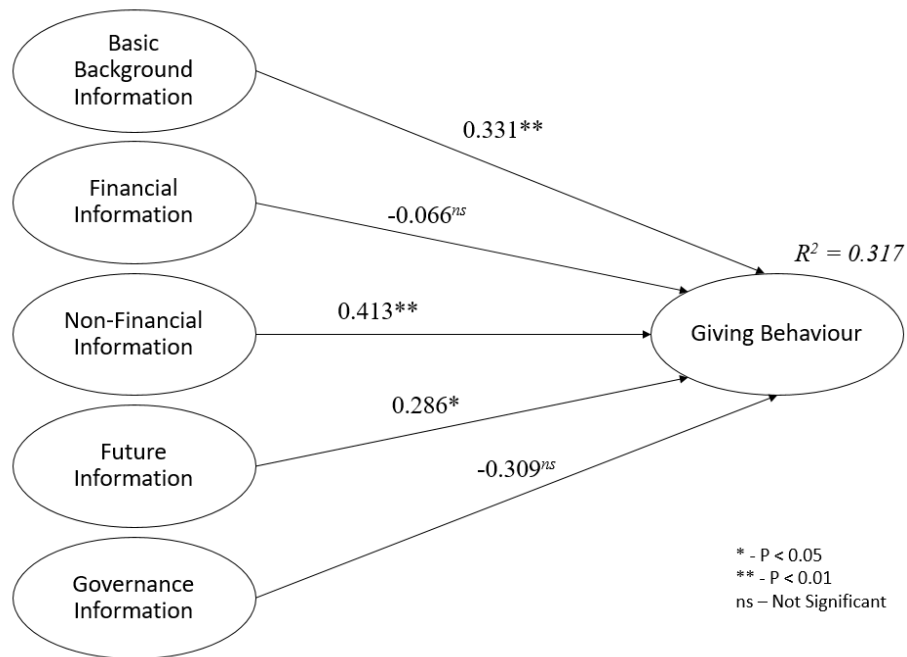 Basic
Background
Information
0.331**
Financial
Information
-0.066ns
R² = 0.317
Non-Financial
Information
0.413**
Giving Behaviour
0.286*
Future
Information
-0.309ns
Governance
Information
* - P < 0.05
** - P < 0.01
ns – Not Significant